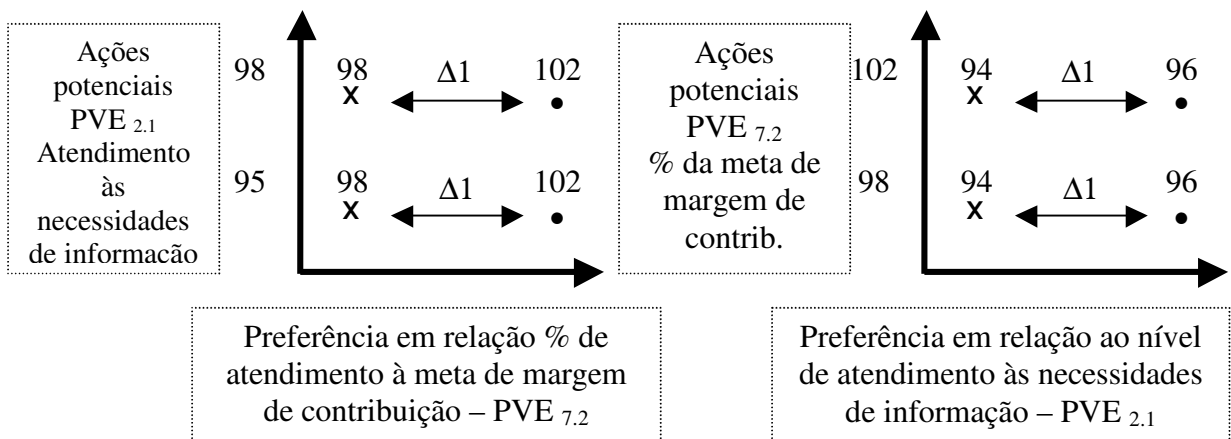 Ações
potenciais
PVE 2.1
Atendimento
às
necessidades
de informacão
98
98 Δ1 102
x •
95
98 Δ1 102
x •
Preferência em relação % de
atendimento à meta de margem
de contribuição – PVE 7.2
Ações
potenciais
PVE 7.2
% da meta de
margem de
contrib.
102
94 Δ1 96
x •
98
94 Δ1 96
x •
Preferência em relação ao nível
de atendimento às necessidades
de informação – PVE 2.1